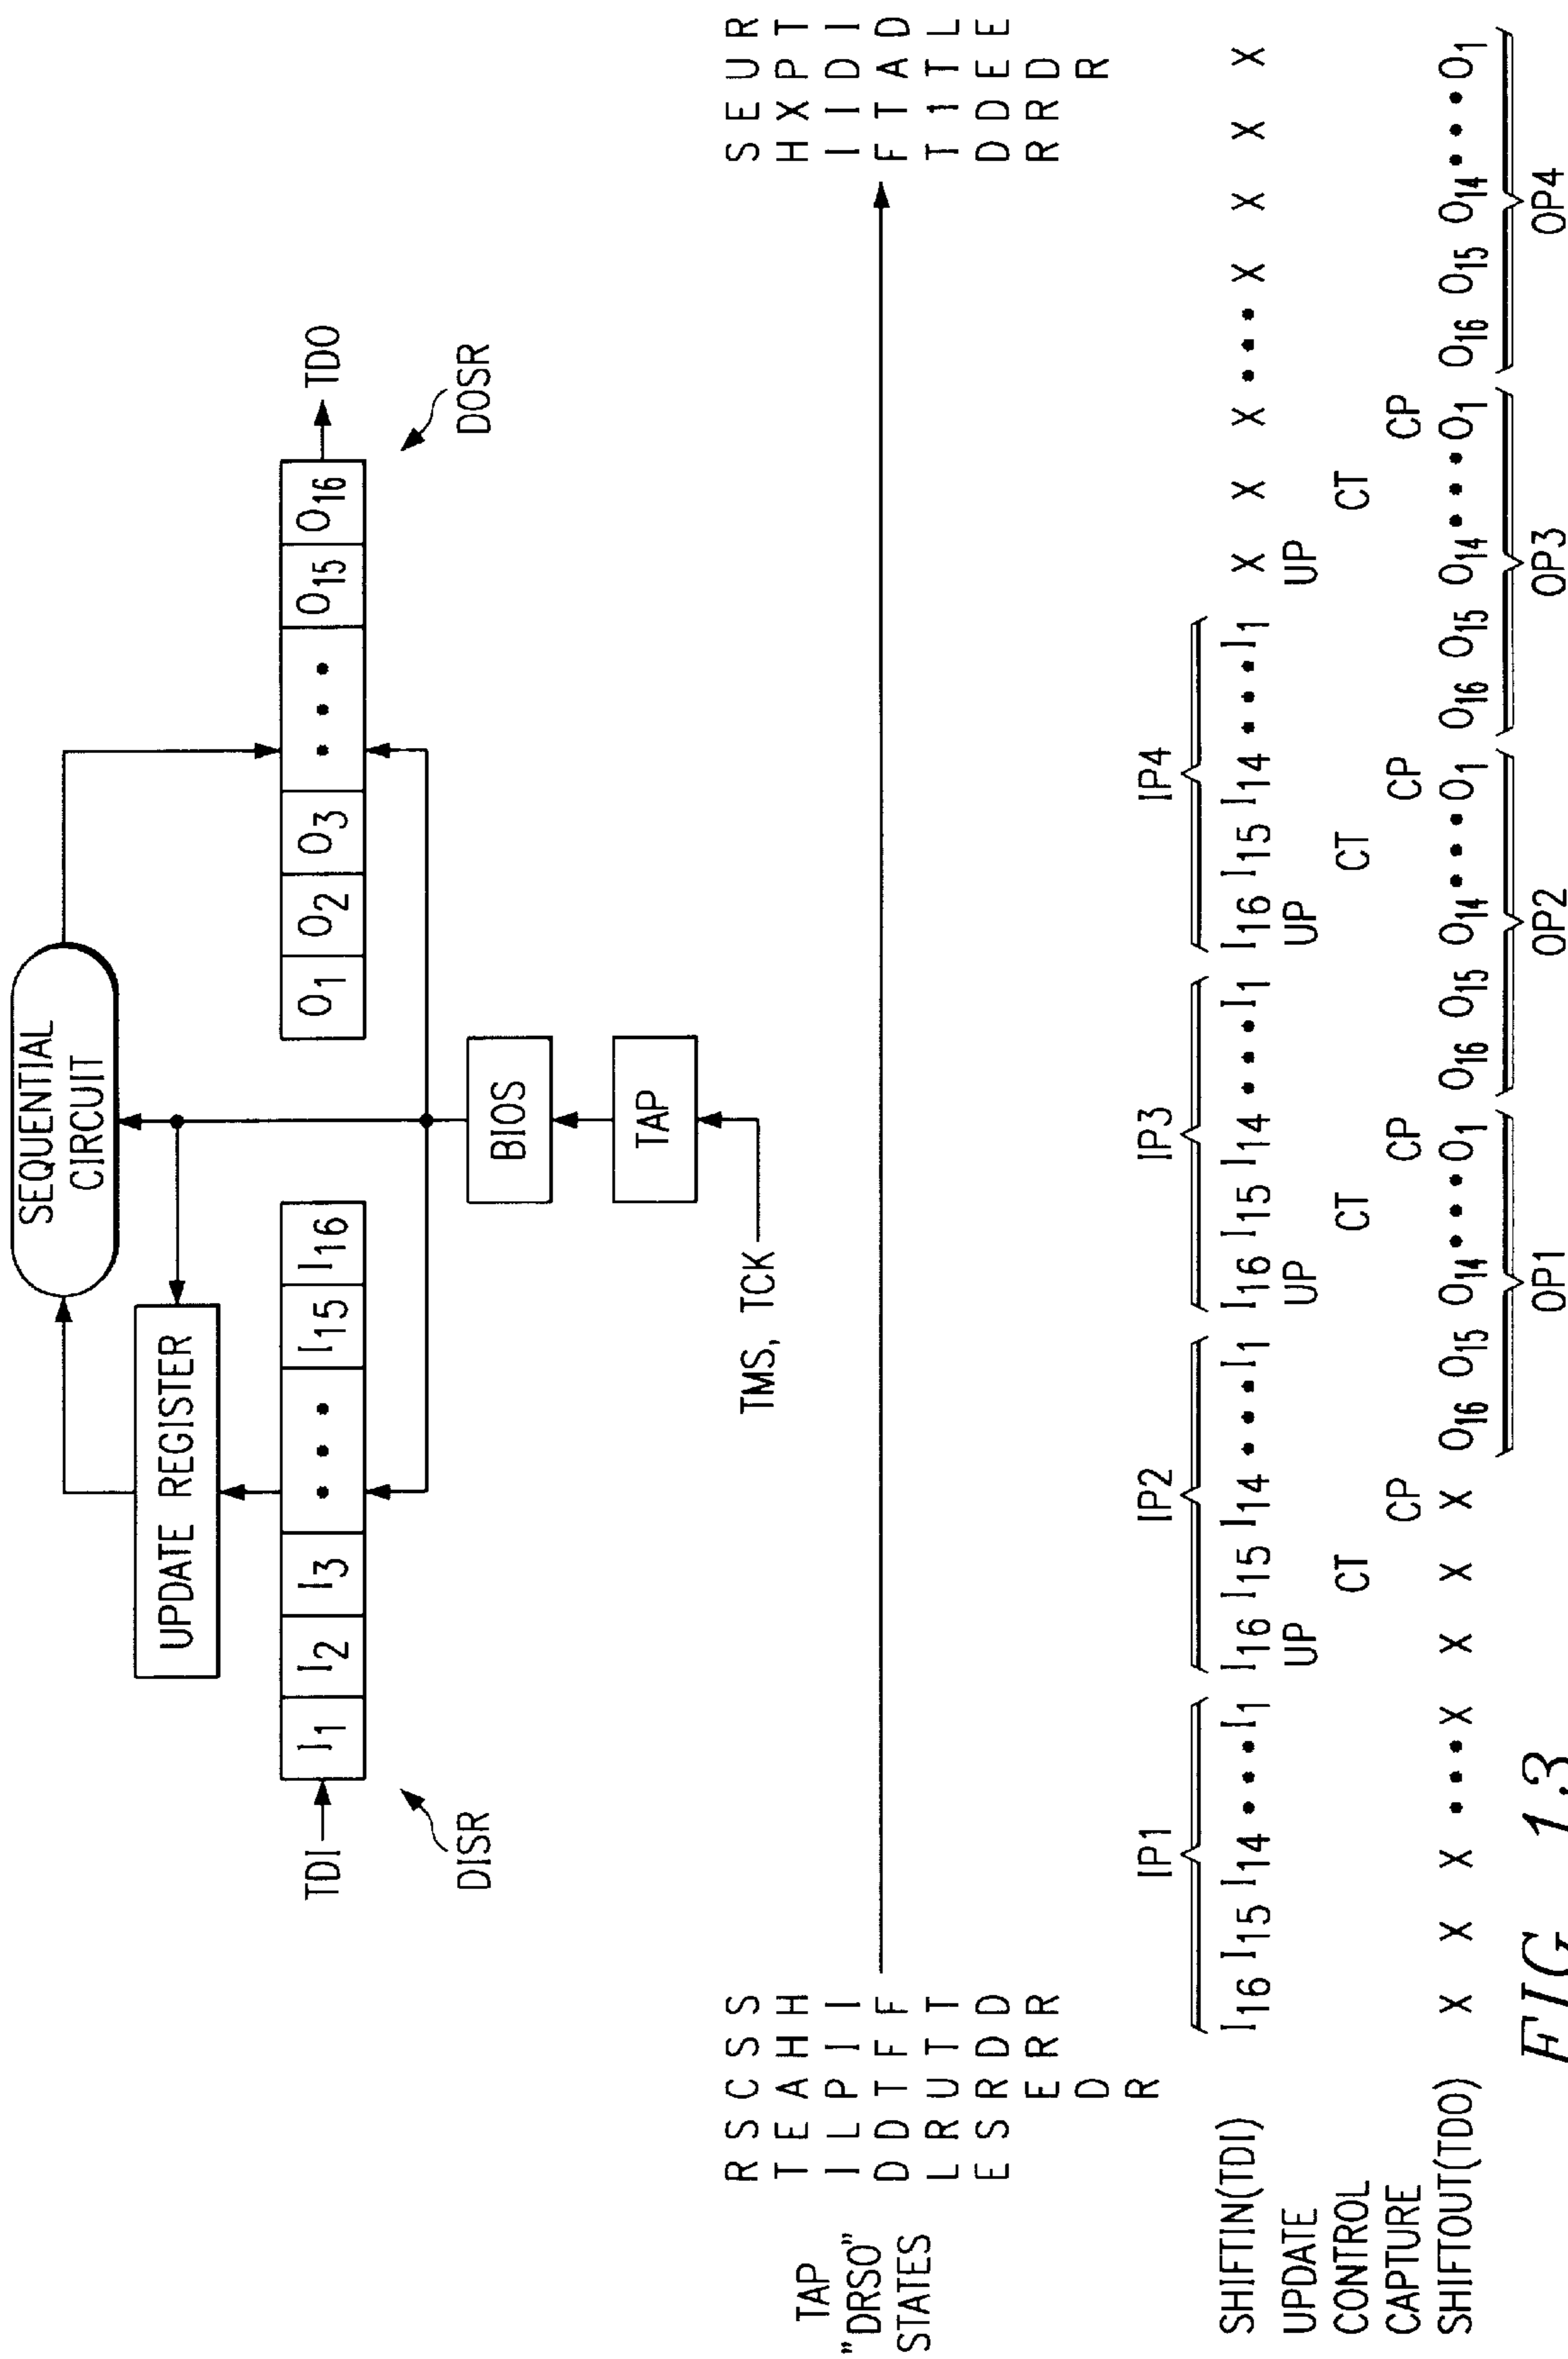 SEQUENTIAL
CIRCUIT
UPDATE REGISTER
TDI I1 I2 I3 • • • I15 I16 O1 O2 O3 • • • O15 O16 TDO
DISR DOSR
BIOS
TAP
TMS, TCK
TAP
"DRSO"
STATES
R S C S S S E U R
T E A H H H X P T
I L P I I I I D I
D D T F F F T A D
L R U T T T 1 T L
E S R D D D D E E
E R R R R D
D R
R
IP1 IP2 IP3 IP4
SHIFTIN(TDI) I16 I15 I14 • • • I1 I16 I15 I14 • • • I1 I16 I15 I14 • • • I1 I16 I15 I14 • • • I1 X X X • • • X X X X
UPDATE UP UP UP UP
CONTROL CT CT CT CT
CAPTURE CP CP CP CP
SHIFTOUT(TDO) X X X • • • X X X X O16 O15 O14 • • • O1 O16 O15 O14 • • • O1 O16 O15 O14 • • • O1 O16 O15 O14 • • • O1
OP1 OP2 OP3 OP4
FIG. 13